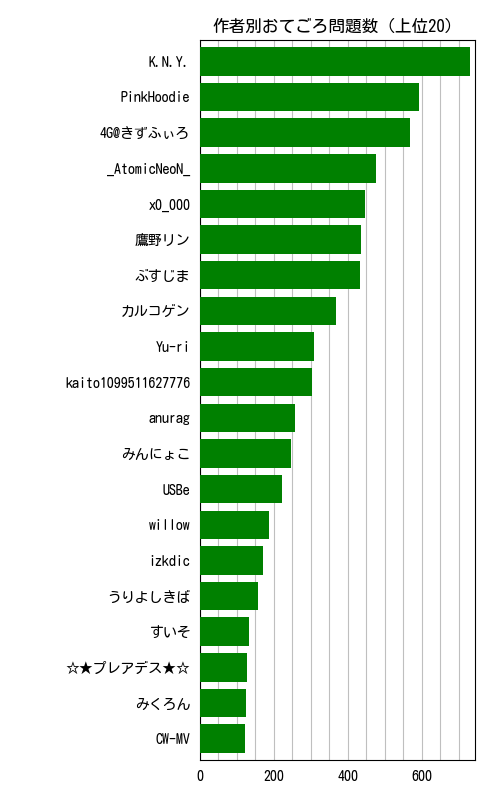 作者別おてごろ問題数（上位20）
K.N.Y.
PinkHoodie
4G@きずふぃろ
_AtomicNeoN_
x0_000
鷹野リン
ぶすじま
カルコゲン
Yu-ri
kaito1099511627776
anurag
みんにょこ
USBe
willow
izkdic
うりよしきば
すいそ
☆★プレアデス★☆
みくろん
CW-MV
0 200 400 600